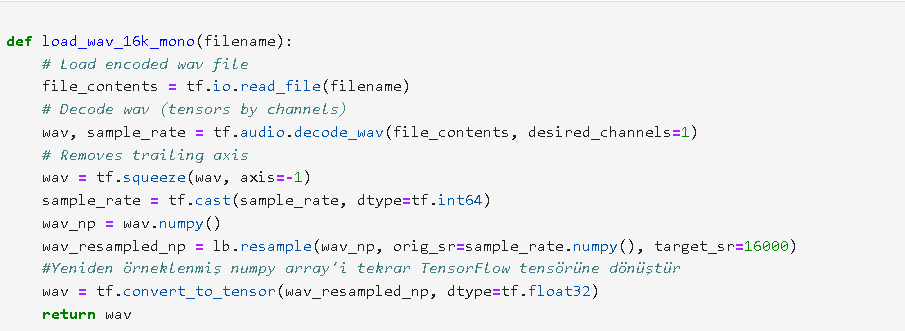 def load_wav_16k_mono(filename):
    # Load encoded wav file
    file_contents = tf.io.read_file(filename)
    # Decode wav (tensors by channels)
    wav, sample_rate = tf.audio.decode_wav(file_contents, desired_channels=1)
    # Removes trailing axis
    wav = tf.squeeze(wav, axis=-1)
    sample_rate = tf.cast(sample_rate, dtype=tf.int64)
    wav_np = wav.numpy()
    wav_resampled_np = lb.resample(wav_np, orig_sr=sample_rate.numpy(), target_sr=16000)
    #Yeniden örneklenmiş numpy array'i tekrar TensorFlow tensörüne dönüştür
    wav = tf.convert_to_tensor(wav_resampled_np, dtype=tf.float32)
    return wav